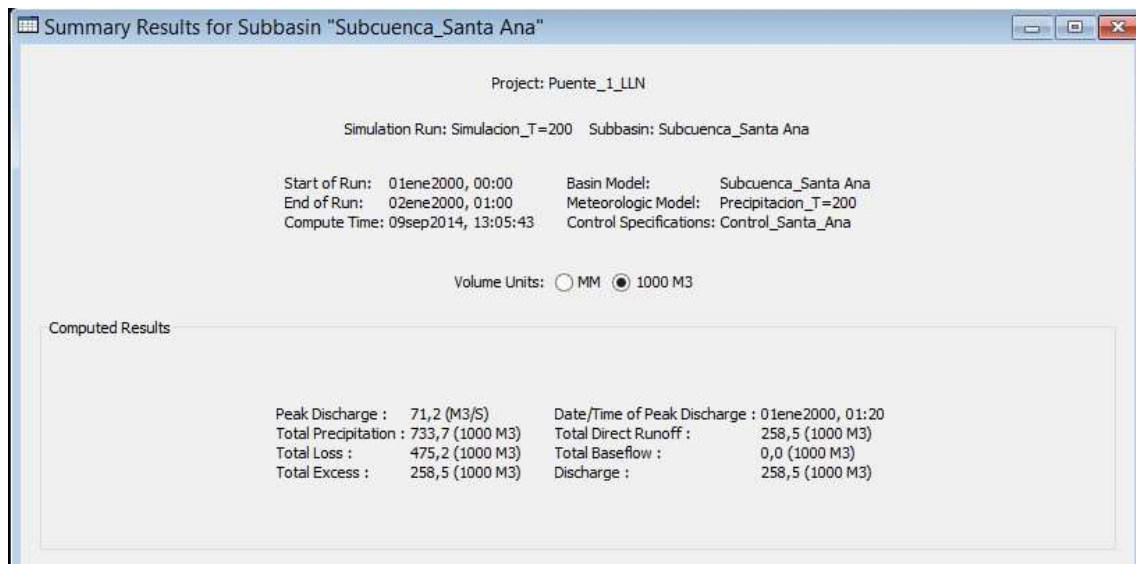 Summary Results for Subbasin "Subcuenca_Santa Ana"
Project: Puente_1_LLN
Simulation Run: Simulacion_T=200 Subbasin: Subcuenca_Santa Ana
Start of Run: 01ene2000, 00:00 Basin Model: Subcuenca_Santa Ana
End of Run: 02ene2000, 01:00 Meteorologic Model: Precipitacion_T=200
Compute Time: 09sep2014, 13:05:43 Control Specifications: Control_Santa_Ana
Volume Units: MM 1000 M3
Computed Results
Peak Discharge : 71,2 (M3/S) Date/Time of Peak Discharge : 01ene2000, 01:20
Total Precipitation : 733,7 (1000 M3) Total Direct Runoff : 258,5 (1000 M3)
Total Loss : 475,2 (1000 M3) Total Baseflow : 0,0 (1000 M3)
Total Excess : 258,5 (1000 M3) Discharge : 258,5 (1000 M3)